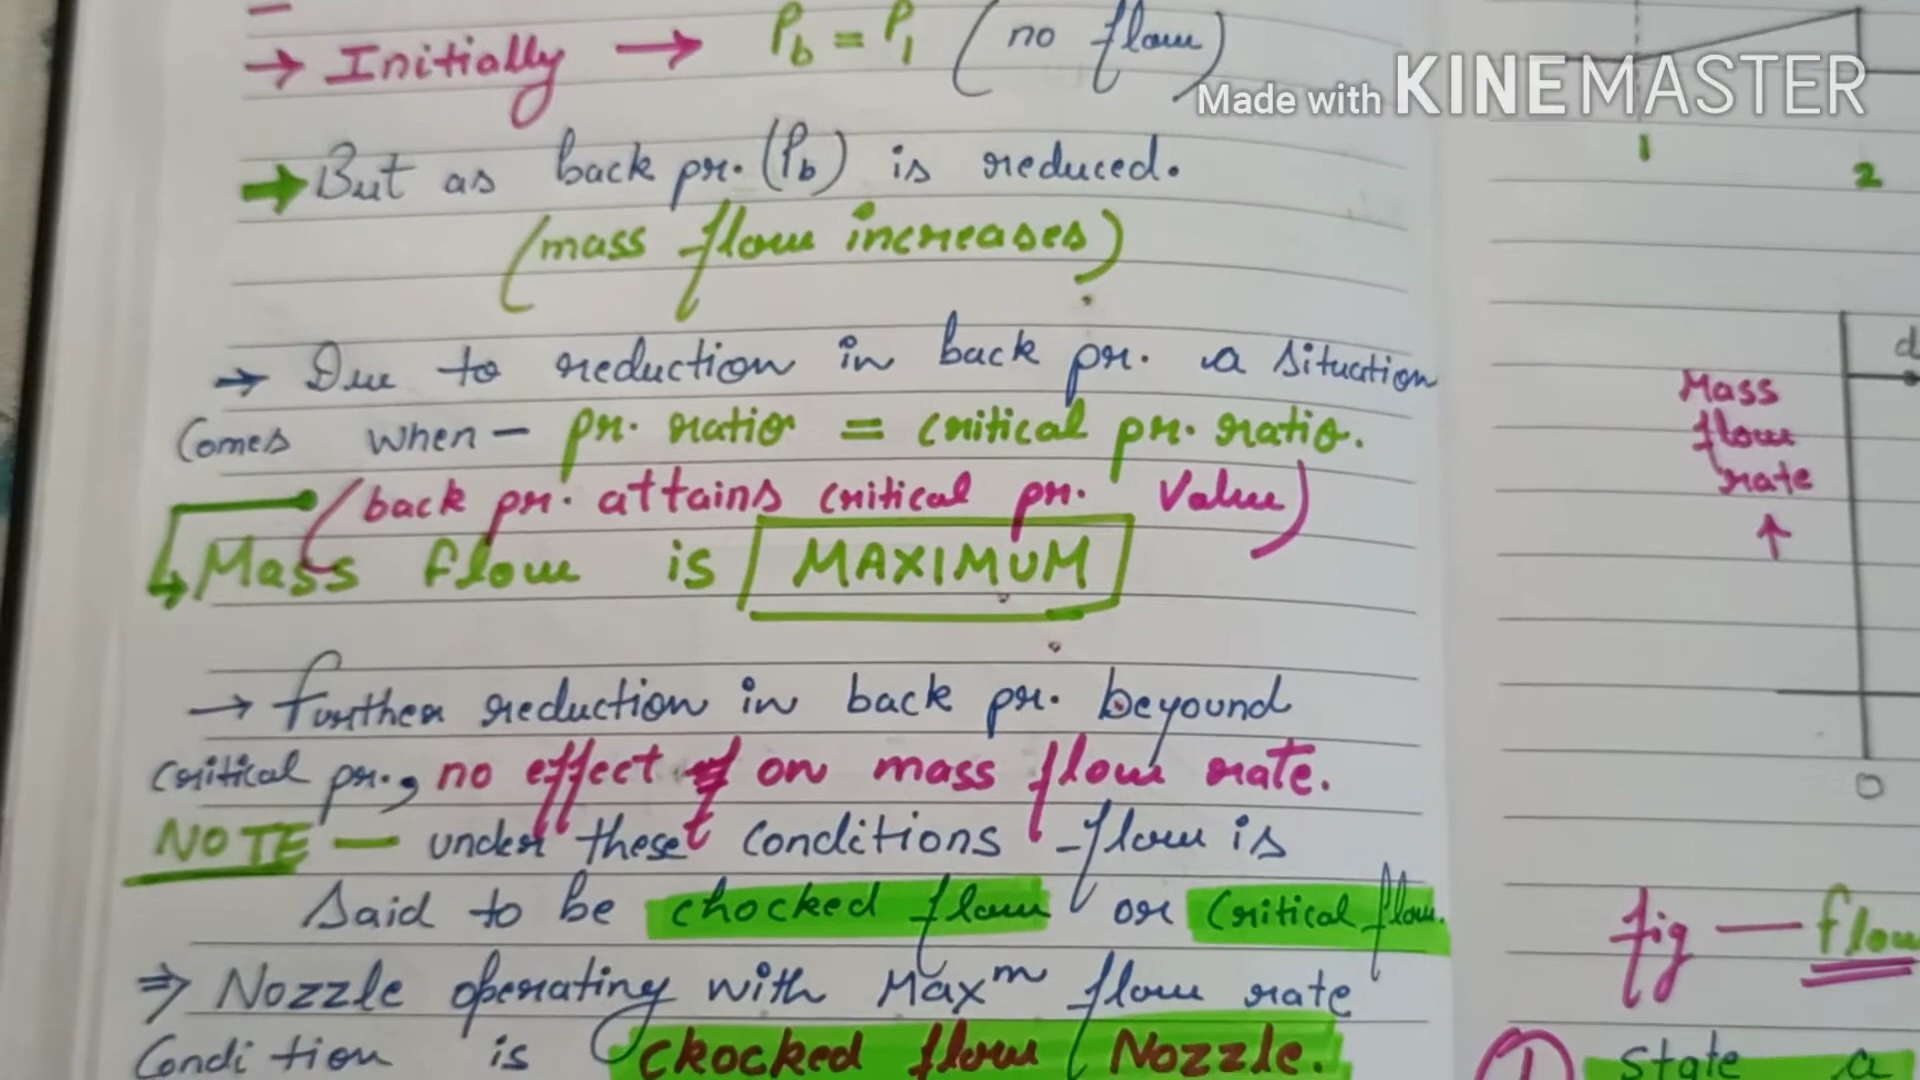 → Initially → Pb = P1 (no flow)
Made with KINEMASTER
→ But as back pr. (Pb) is reduced.
(mass flow increases)
→ Due to reduction in back pr. a situation
Comes when — pr. ratio = critical pr. ratio.
(back pr. attains critical pr. Value)
Mass flow is MAXIMUM
→ further reduction in back pr. beyound
critical pr., no effect on mass flow rate.
NOTE — under these conditions flow is
Said to be chocked flow or Critical flow.
⇒ Nozzle operating with Maxᵐ flow rate
Condition is Ckocked flow Nozzle.
1
2
d
Mass
flow
rate
↑
0
fig — flow
1 State a